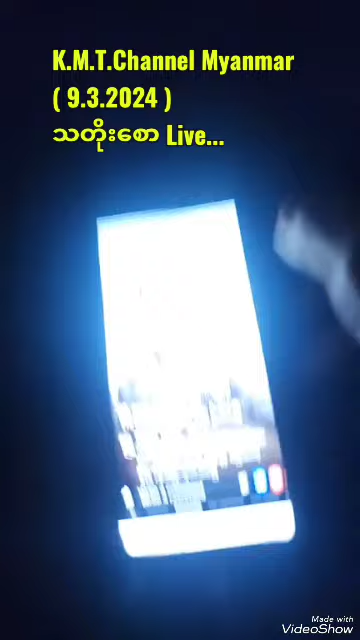 K.M.T.Channel Myanmar
( 9.3.2024 )
သတိုးစော Live...
Made with
VideoShow